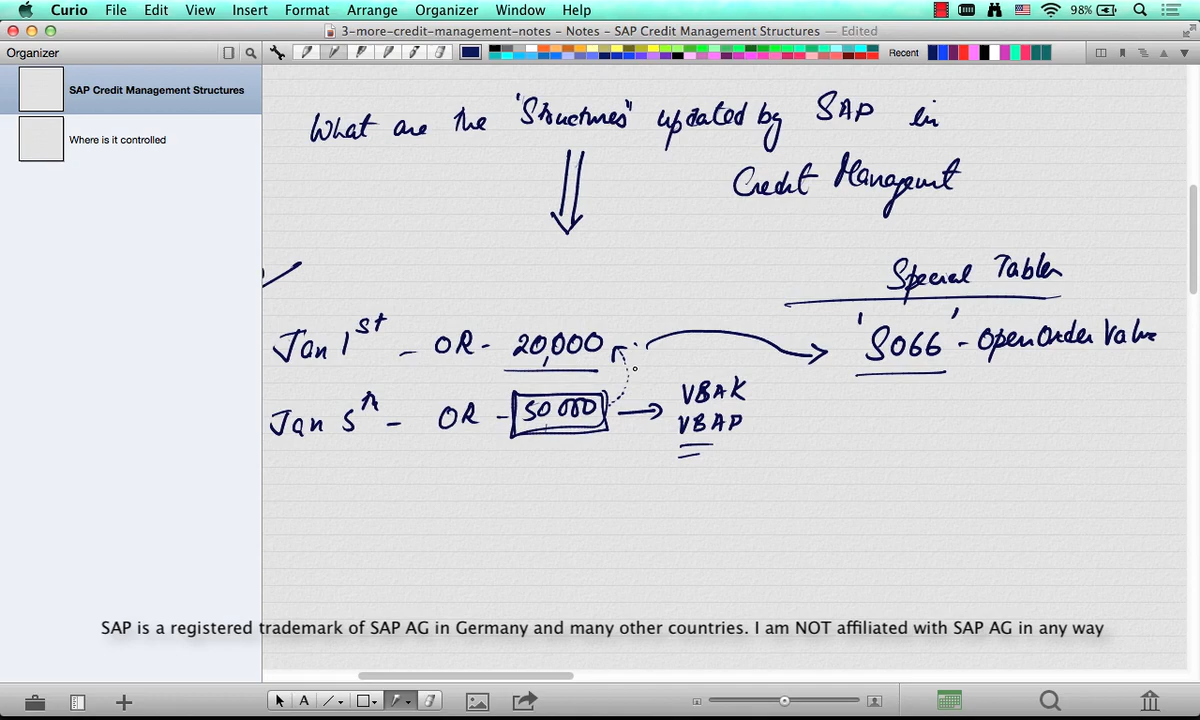 Curio File Edit View Insert Format Arrange Organizer Window Help 98%
3-more-credit-management-notes - Notes - SAP Credit Management Structures — Edited
Organizer Recent
SAP Credit Management Structures
Where is it controlled
What are the "Structures" updated by SAP in
Credit Managemnt
Special Tables
Jan 1st - OR - 20,000 'S066' - Open Order Value
Jan 5th - OR - 50 000 VBAK
VBAP
SAP is a registered trademark of SAP AG in Germany and many other countries. I am NOT affiliated with SAP AG in any way
A